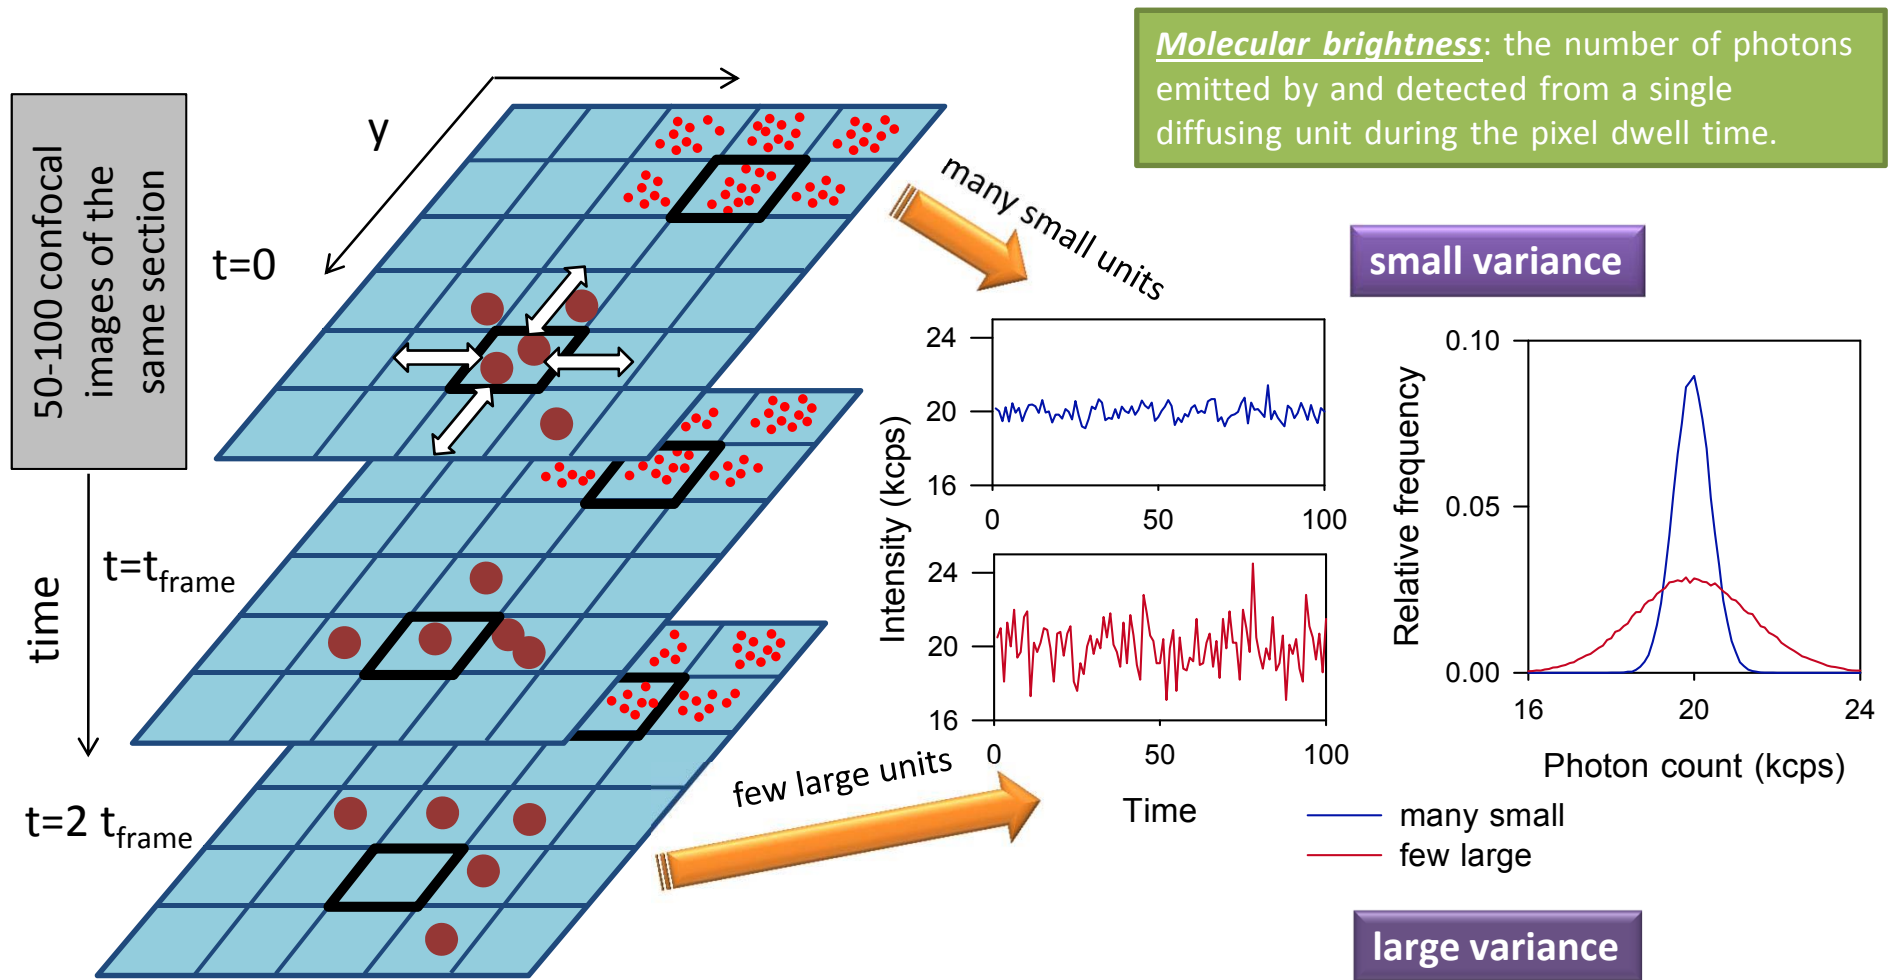 Molecular brightness: the number of photons
emitted by and detected from a single
diffusing unit during the pixel dwell time.
y
50-100 confocal
images of the
same section
t=0
many small units
small variance
24
20
16
0
50
100
Intensity (kcps)
24
20
16
0
50
100
Time
Relative frequency
0.10
0.05
0.00
16
20
24
Photon count (kcps)
many small
few large
time
t=tframe
t=2 tframe
few large units
large variance